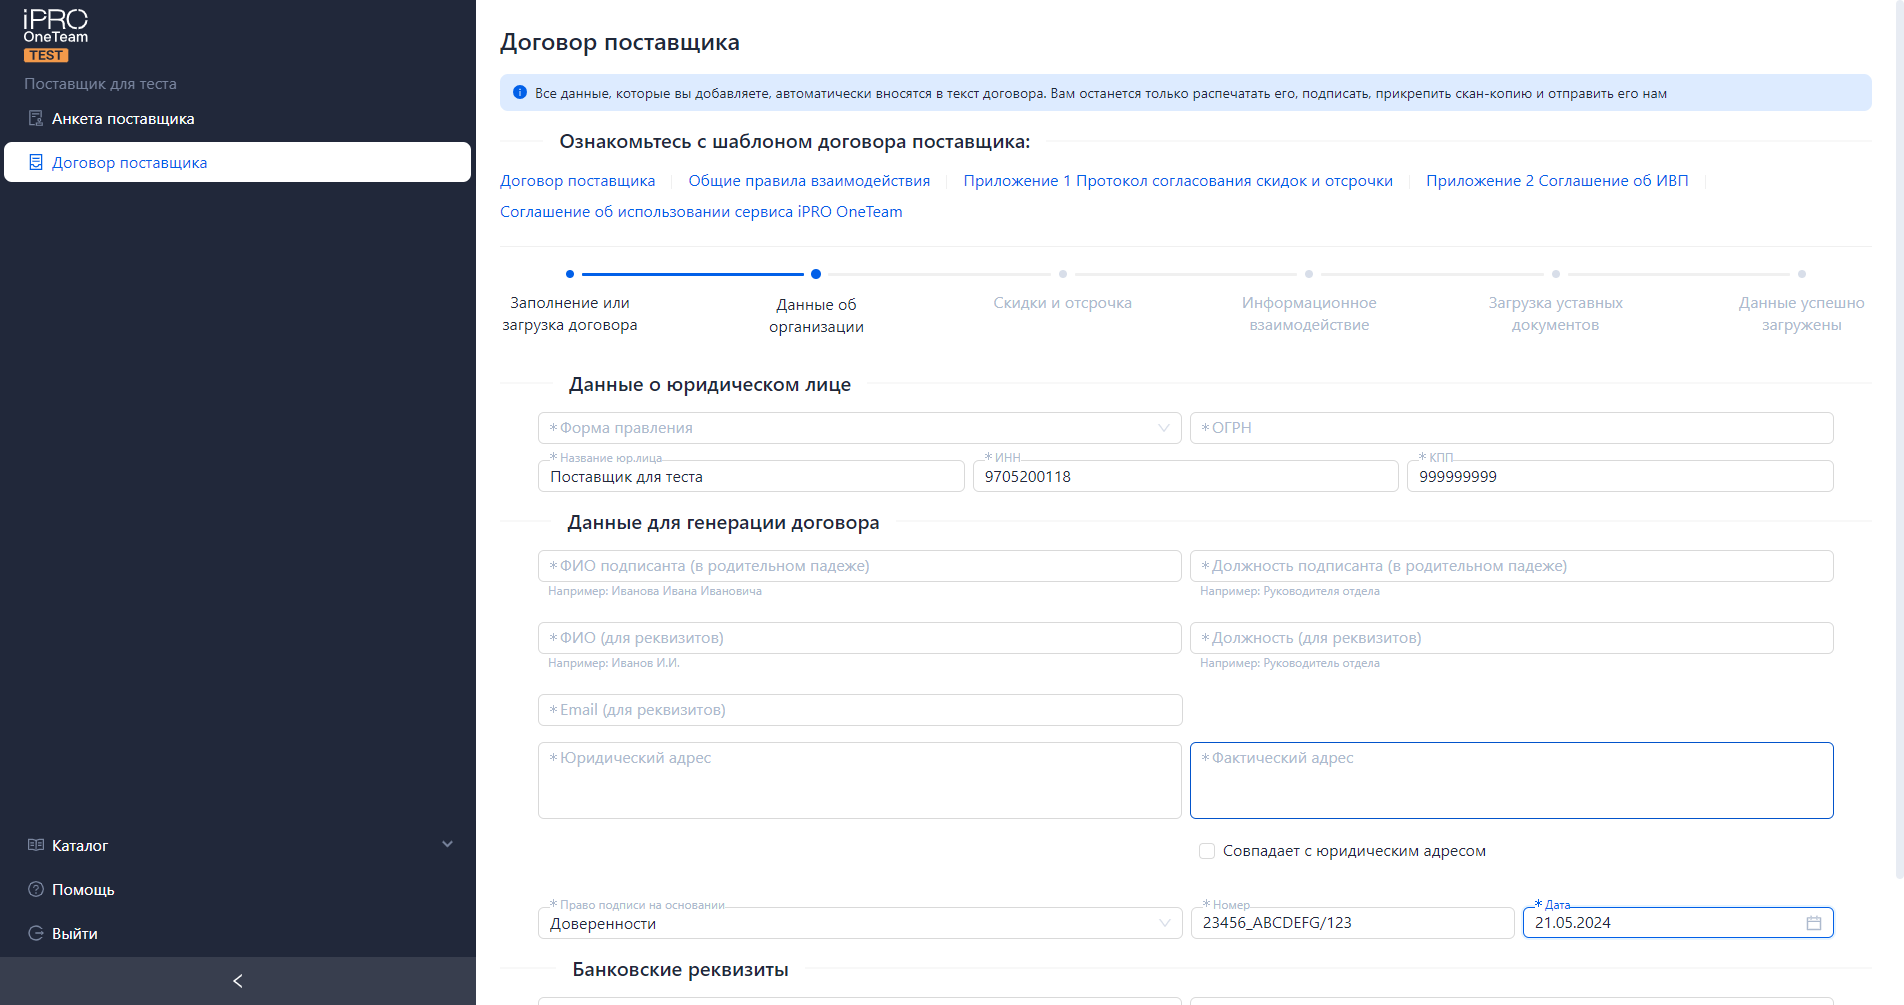 iPRO
OneTeam
TEST
Поставщик для теста
Анкета поставщика
Договор поставщика
Каталог
Помощь
Выйти
Договор поставщика
Все данные, которые вы добавляете, автоматически вносятся в текст договора. Вам останется только распечатать его, подписать, прикрепить скан-копию и отправить его нам
Ознакомьтесь с шаблоном договора поставщика:
Договор поставщика Общие правила взаимодействия Приложение 1 Протокол согласования скидок и отсрочки Приложение 2 Соглашение об ИВП
Соглашение об использовании сервиса iPRO OneTeam
Заполнение или
загрузка договора
Данные об
организации
Скидки и отсрочка
Информационное
взаимодействие
Загрузка уставных
документов
Данные успешно
загружены
Данные о юридическом лице
* Форма правления
* ОГРН
* Название юр.лица
Поставщик для теста
* ИНН
9705200118
* КПП
999999999
Данные для генерации договора
* ФИО подписанта (в родительном падеже)
Например: Иванова Ивана Ивановича
* Должность подписанта (в родительном падеже)
Например: Руководителя отдела
* ФИО (для реквизитов)
Например: Иванов И.И.
* Должность (для реквизитов)
Например: Руководитель отдела
* Email (для реквизитов)
* Юридический адрес
* Фактический адрес
Совпадает с юридическим адресом
* Право подписи на основании
Доверенности
* Номер
23456_ABCDEFG/123
* Дата
21.05.2024
Банковские реквизиты